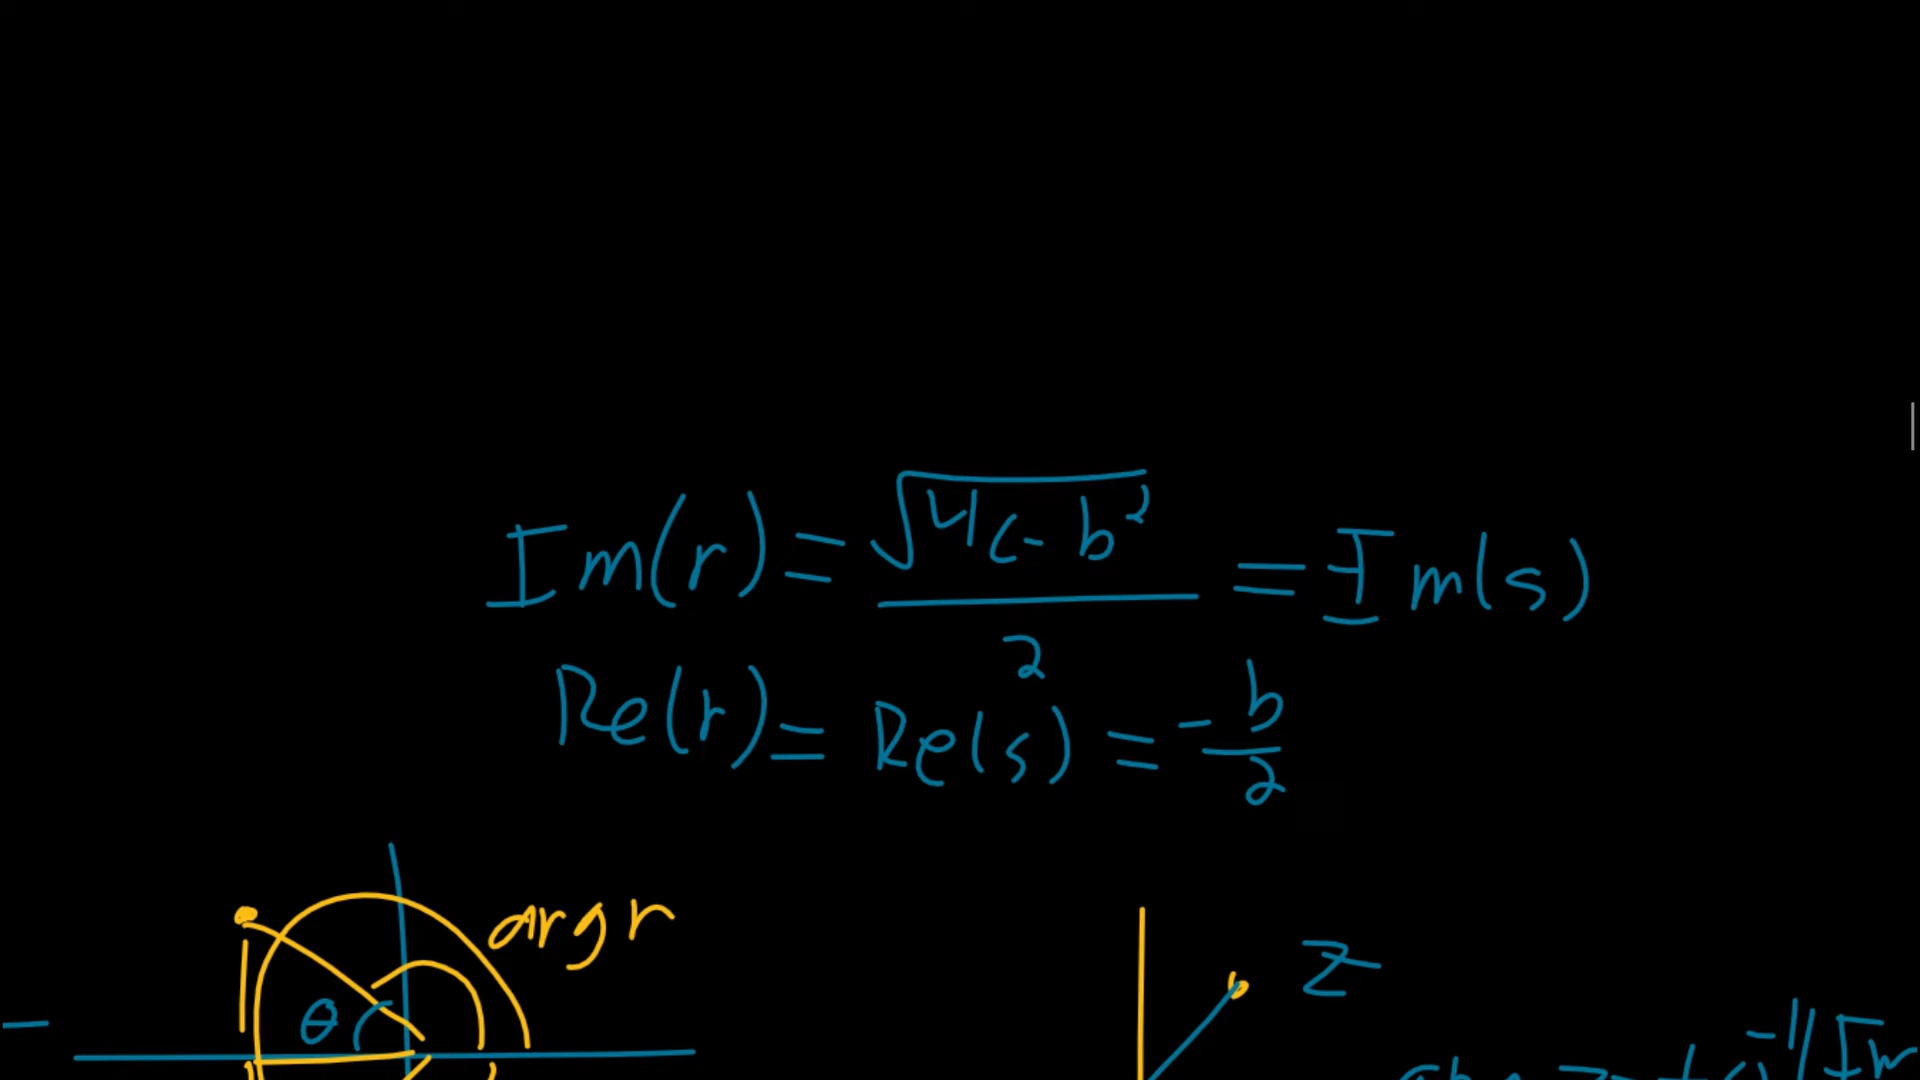 Im(r) = √(4c - b²) / 2 = Im(s)
Re(r) = Re(s) = -b/2
arg r
θ
z